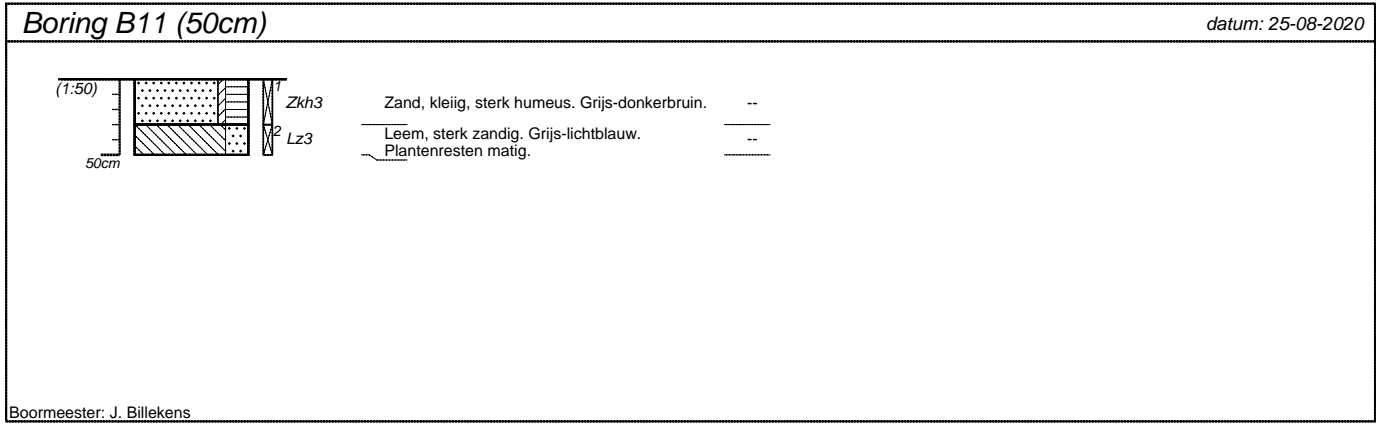 Boring B11 (50cm)
datum: 25-08-2020
(1:50)
1
Zkh3
Zand, kleiig, sterk humeus. Grijs-donkerbruin.
--
2
Lz3
Leem, sterk zandig. Grijs-lichtblauw.
--
Plantenresten matig.
50cm
Boormeester: J. Billekens